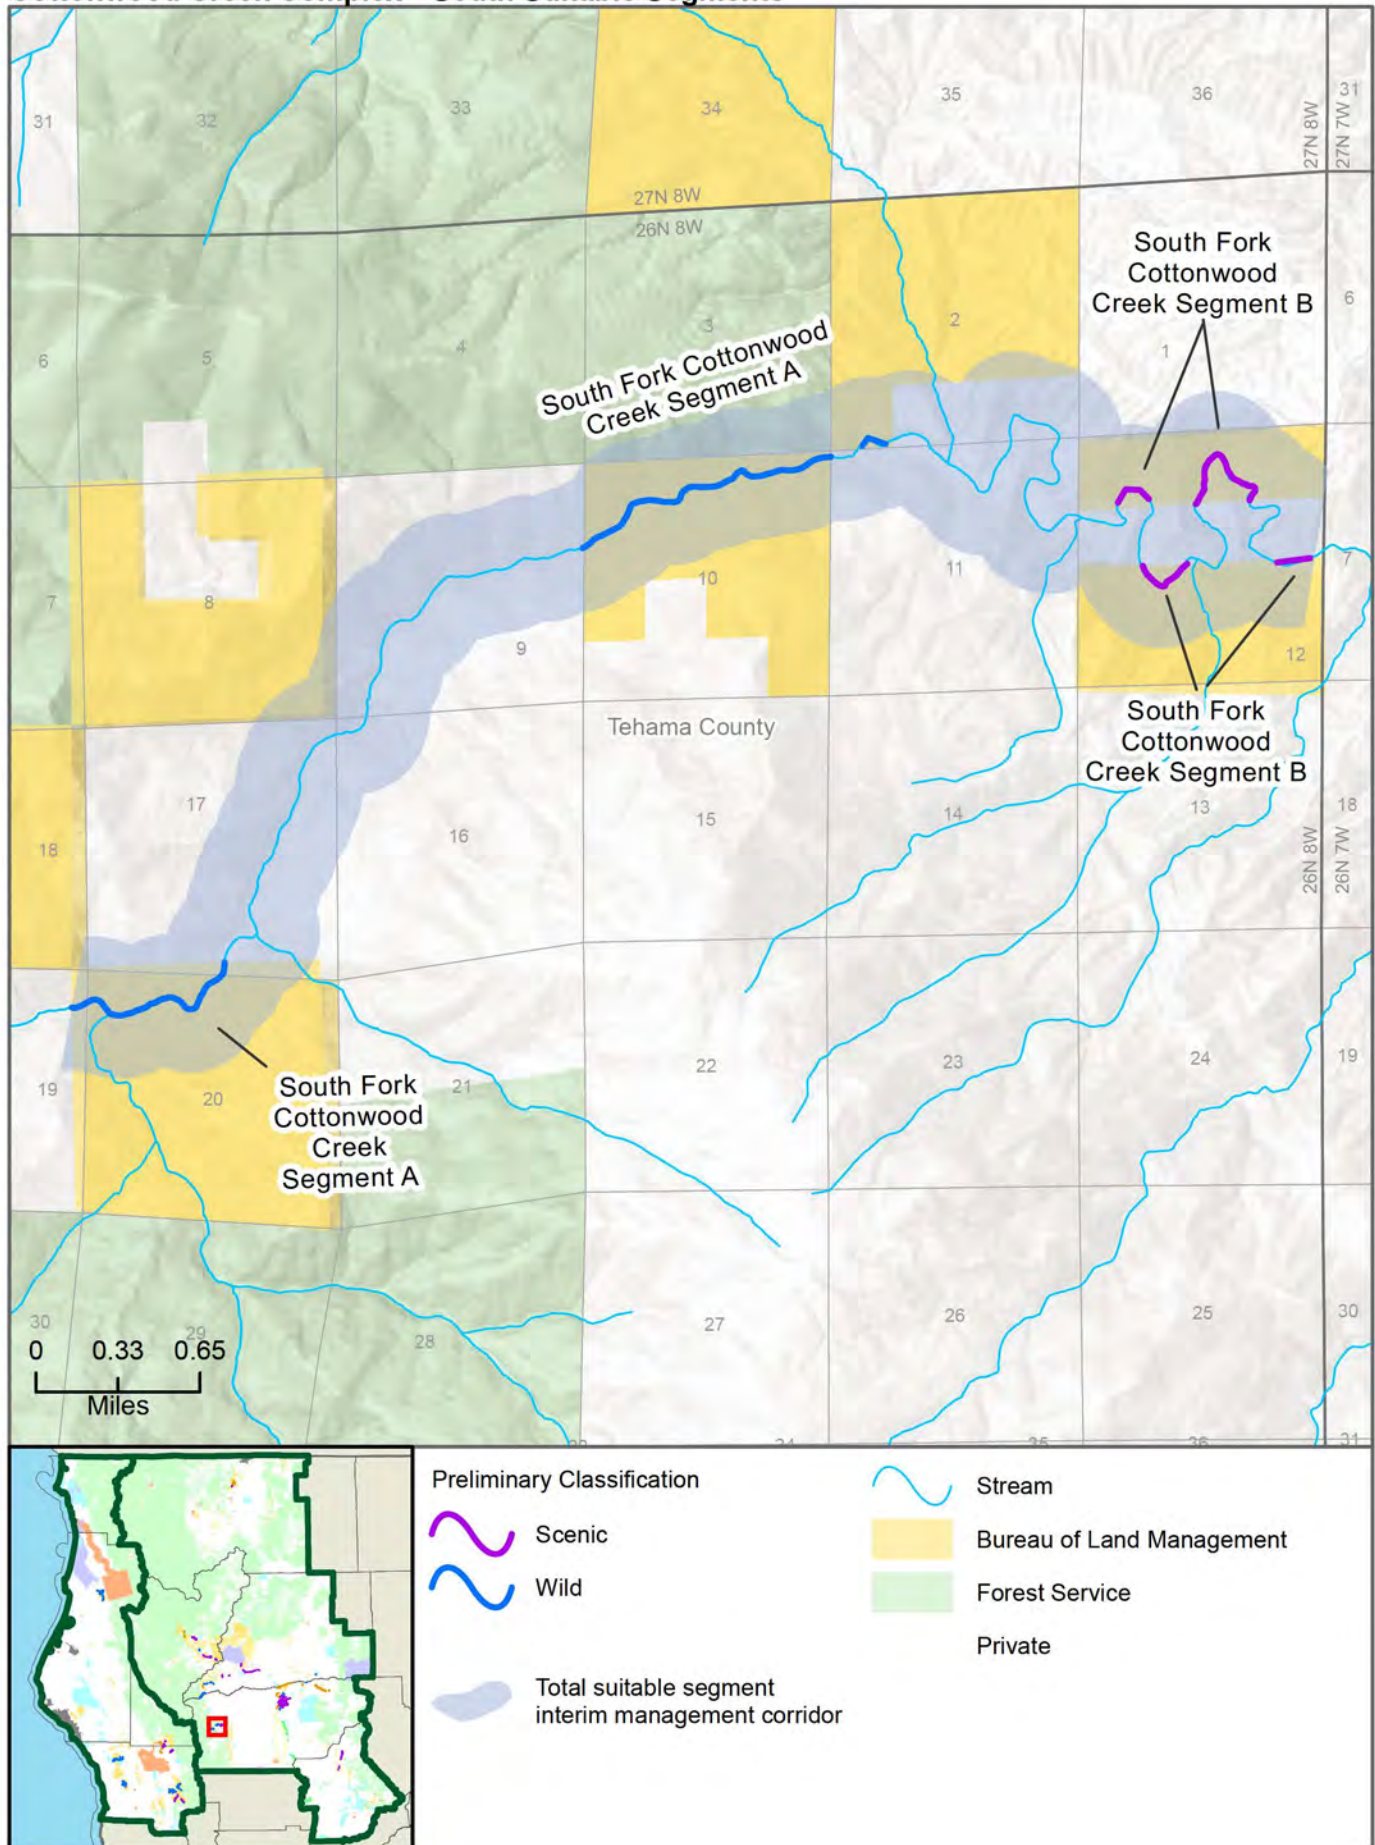 31
32
33
34
35
36
27N 8W
27N 7W
31
27N 8W
26N 8W
6
5
4
3
2
1
6
South Fork
Cottonwood
Creek Segment B
South Fork Cottonwood
Creek Segment A
7
8
9
10
11
12
7
Tehama County
South Fork
Cottonwood
Creek Segment B
18
17
16
15
14
13
18
26N 8W
26N 7W
19
20
21
22
23
24
19
South Fork
Cottonwood
Creek
Segment A
30
29
28
27
26
25
30
0 0.33 0.65
Miles
31
Preliminary Classification
Scenic
Wild
Total suitable segment
interim management corridor
Stream
Bureau of Land Management
Forest Service
Private